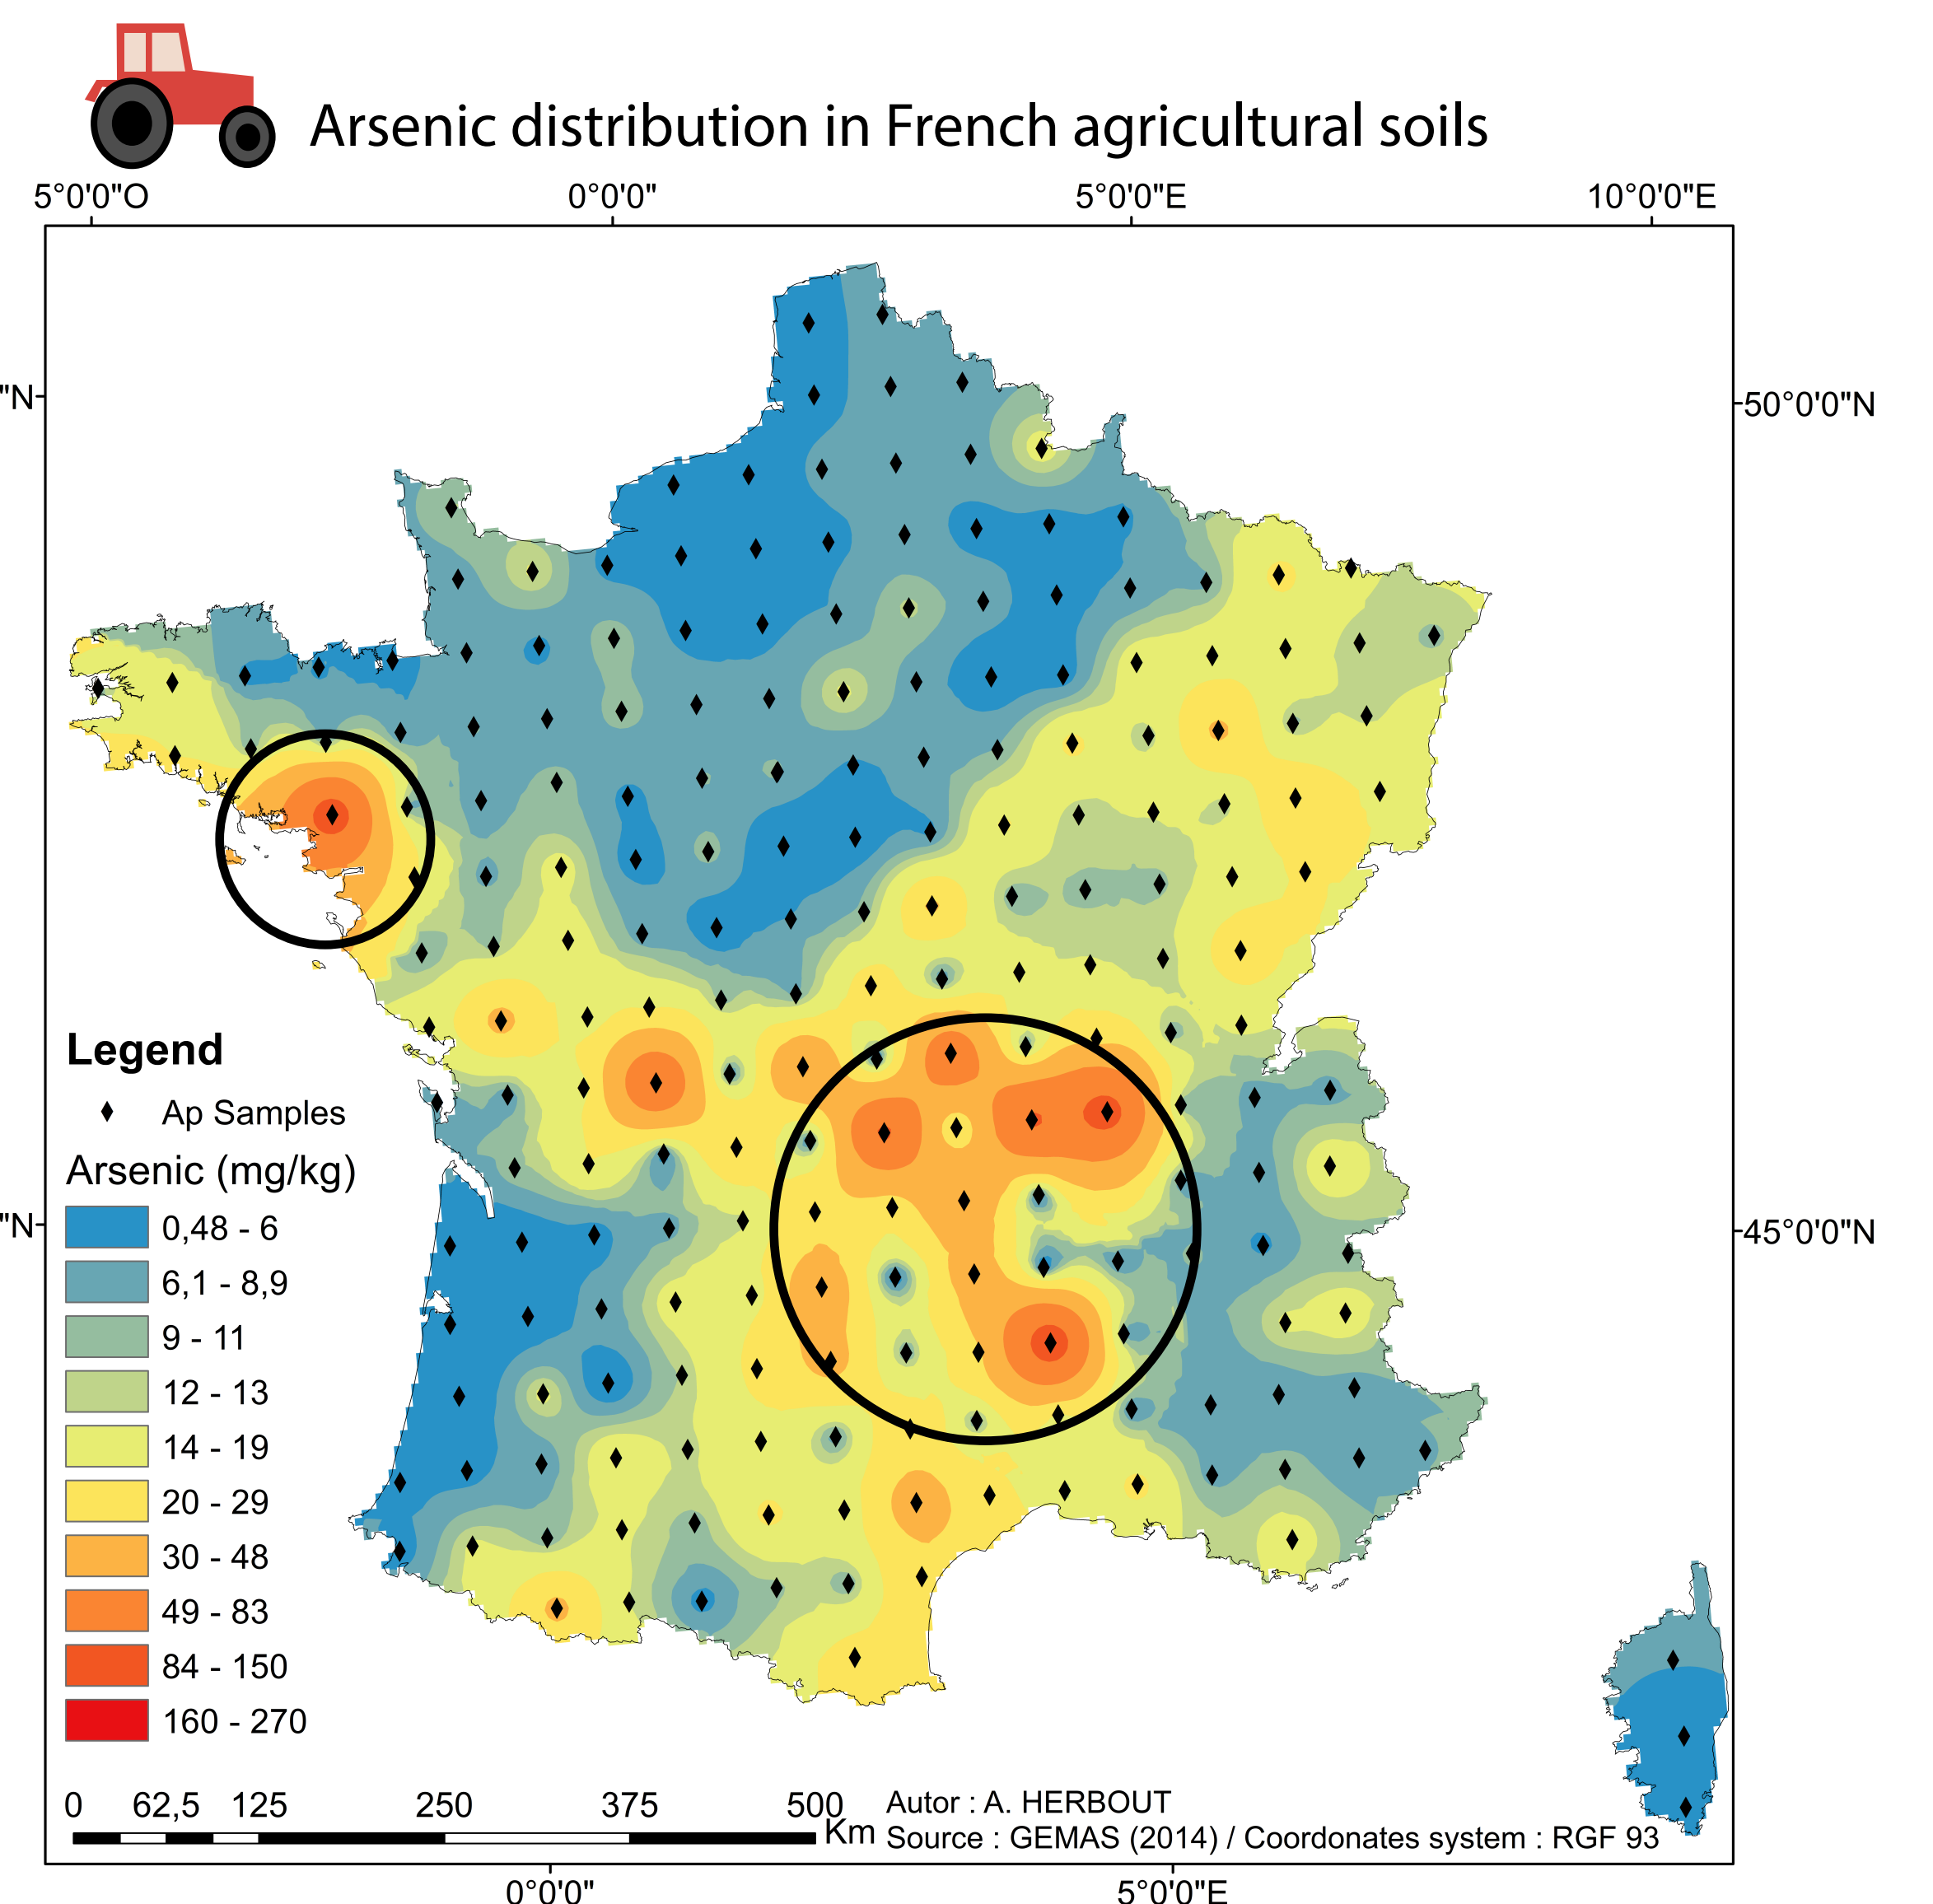 Arsenic distribution in French agricultural soils
5°0'0"O 0°0'0" 5°0'0"E 10°0'0"E
"N 50°0'0"N
Legend
Ap Samples
Arsenic (mg/kg)
0,48 - 6
"N 45°0'0"N
6,1 - 8,9
9 - 11
12 - 13
14 - 19
20 - 29
30 - 48
49 - 83
84 - 150
160 - 270
0 62,5 125 250 375 500 Km
Autor : A. HERBOUT
Source : GEMAS (2014) / Coordonates system : RGF 93
0°0'0" 5°0'0"E